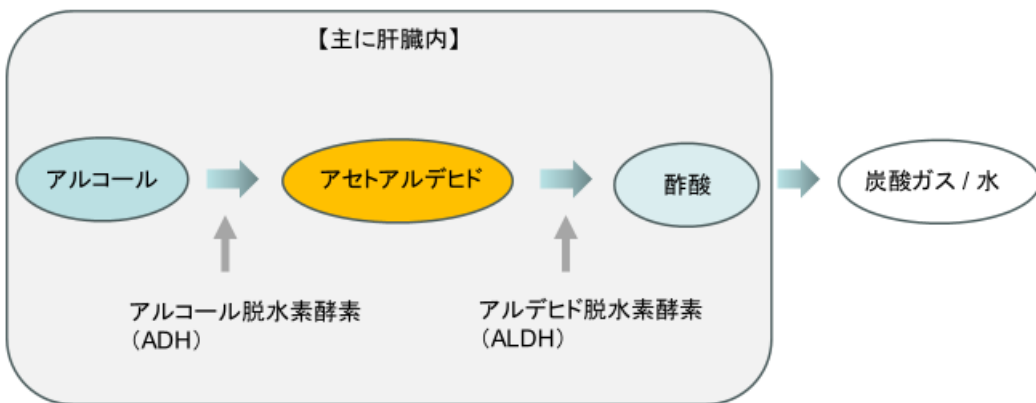 【主に肝臓内】
アルコール
アセトアルデヒド
酢酸
炭酸ガス / 水
アルコール脱水素酵素
（ADH）
アルデヒド脱水素酵素
（ALDH）